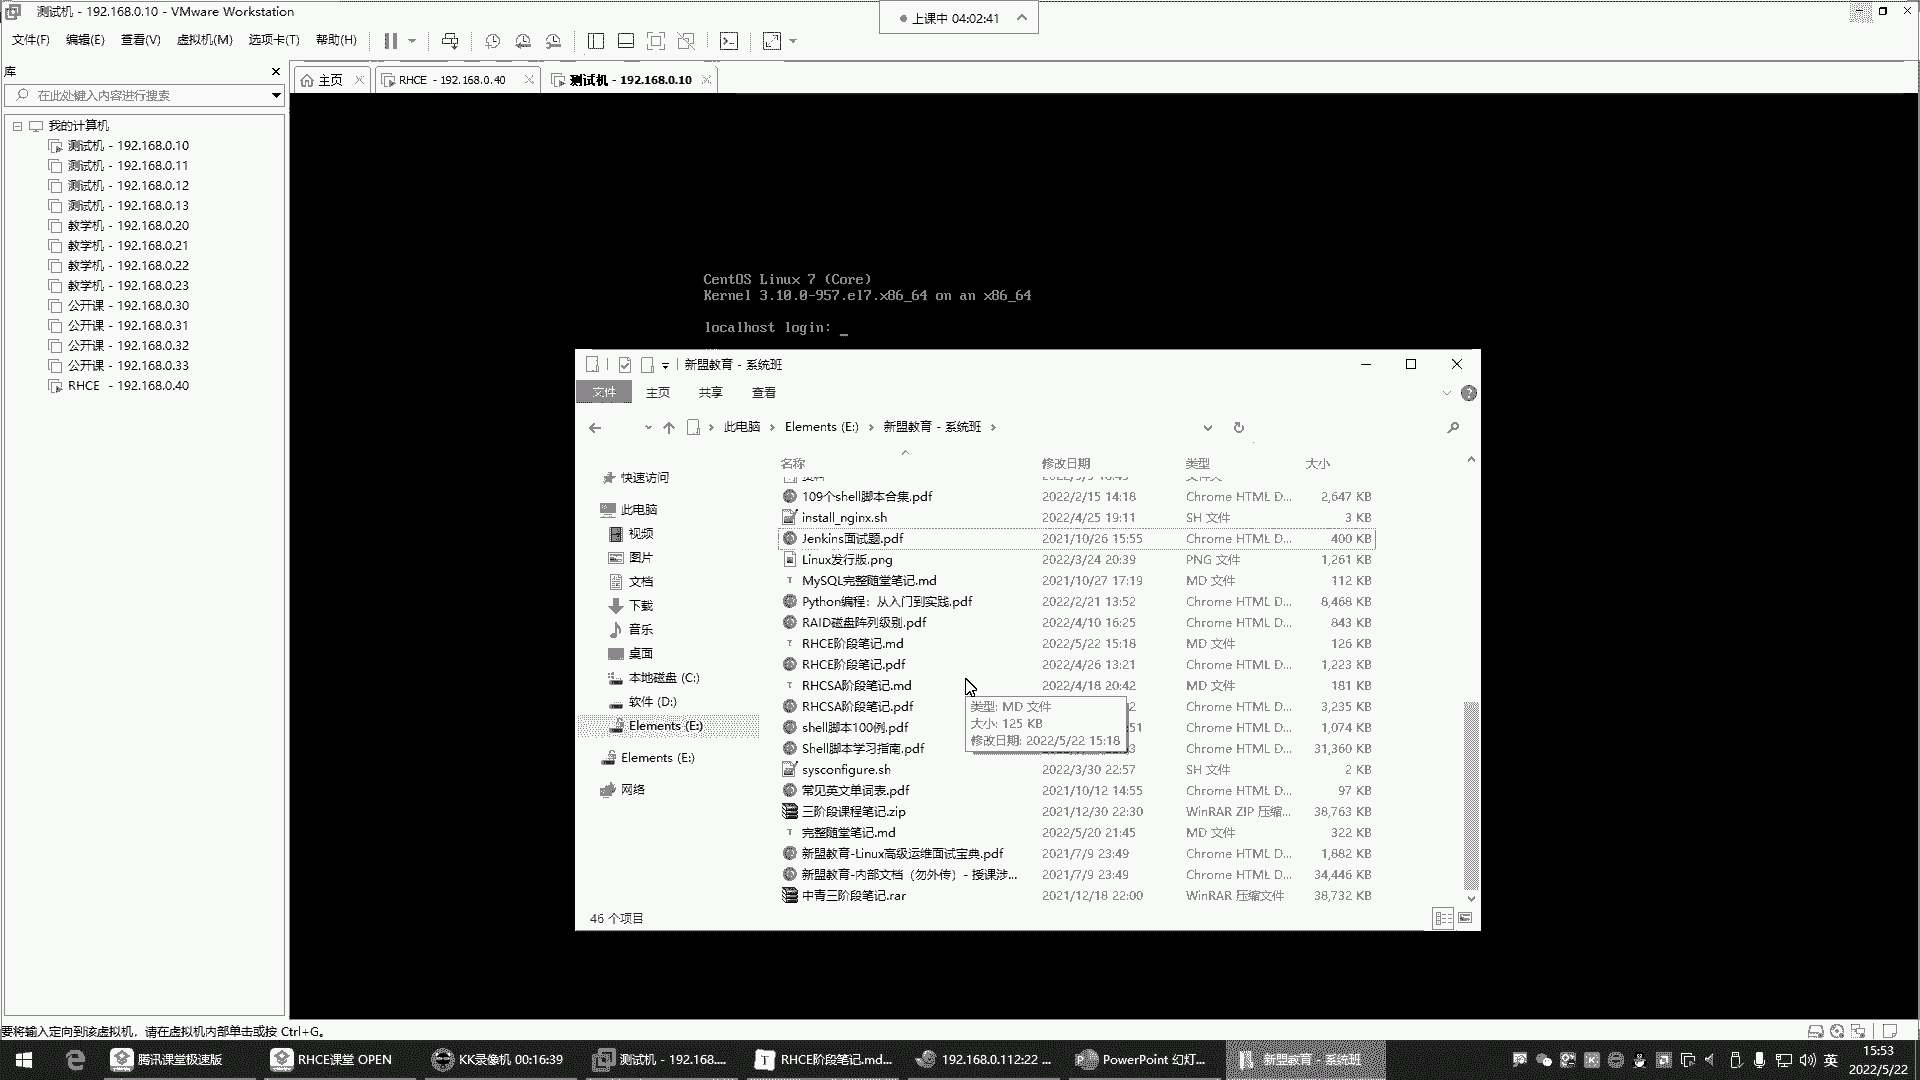 测试机 - 192.168.0.10 - VMware Workstation
上课中 04:02:41
文件(F) 编辑(E) 查看(V) 虚拟机(M) 选项卡(T) 帮助(H)
库
主页 RHCE - 192.168.0.40 测试机 - 192.168.0.10
在此处键入内容进行搜索
我的计算机
测试机 - 192.168.0.10
测试机 - 192.168.0.11
测试机 - 192.168.0.12
测试机 - 192.168.0.13
教学机 - 192.168.0.20
教学机 - 192.168.0.21
教学机 - 192.168.0.22
教学机 - 192.168.0.23
公开课 - 192.168.0.30
公开课 - 192.168.0.31
公开课 - 192.168.0.32
公开课 - 192.168.0.33
RHCE - 192.168.0.40
CentOS Linux 7 (Core)
Kernel 3.10.0-957.el7.x86_64 on an x86_64
localhost login: _
新盟教育 - 系统班
文件 主页 共享 查看
此电脑 Elements (E:) 新盟教育 - 系统班
快速访问
此电脑
视频
图片
文档
下载
音乐
桌面
本地磁盘 (C:)
软件 (D:)
Elements (E:)
Elements (E:)
网络
名称 修改日期 类型 大小
109个shell脚本合集.pdf 2022/2/15 14:18 Chrome HTML D... 2,647 KB
install_nginx.sh 2022/4/25 19:11 SH 文件 3 KB
Jenkins面试题.pdf 2021/10/26 15:55 Chrome HTML D... 400 KB
Linux发行版.png 2022/3/24 20:39 PNG 文件 1,261 KB
MySQL完整随堂笔记.md 2021/10/27 17:19 MD 文件 112 KB
Python编程：从入门到实践.pdf 2022/2/21 13:52 Chrome HTML D... 8,468 KB
RAID磁盘阵列级别.pdf 2022/4/10 16:25 Chrome HTML D... 843 KB
RHCE阶段笔记.md 2022/5/22 15:18 MD 文件 126 KB
RHCE阶段笔记.pdf 2022/4/26 13:21 Chrome HTML D... 1,223 KB
RHCSA阶段笔记.md 2022/4/18 20:42 MD 文件 181 KB
RHCSA阶段笔记.pdf 2 Chrome HTML D... 3,235 KB
shell脚本100例.pdf 51 Chrome HTML D... 1,074 KB
Shell脚本学习指南.pdf 3 Chrome HTML D... 31,360 KB
sysconfigure.sh 2022/3/30 22:57 SH 文件 2 KB
常见英文单词表.pdf 2021/10/12 14:55 Chrome HTML D... 97 KB
三阶段课程笔记.zip 2021/12/30 22:30 WinRAR ZIP 压缩... 38,763 KB
完整随堂笔记.md 2022/5/20 21:45 MD 文件 322 KB
新盟教育-Linux高级运维面试宝典.pdf 2021/7/9 23:49 Chrome HTML D... 1,882 KB
新盟教育-内部文档（勿外传）- 授课涉... 2021/7/9 23:49 Chrome HTML D... 34,446 KB
中青三阶段笔记.rar 2021/12/18 22:00 WinRAR 压缩文件 38,732 KB
类型: MD 文件
大小: 125 KB
修改日期: 2022/5/22 15:18
46 个项目
要将输入定向到该虚拟机，请在虚拟机内部单击或按 Ctrl+G。
腾讯课堂极速版 RHCE课堂 OPEN KK录像机 00:16:39 测试机 - 192.168.... RHCE阶段笔记.md... 192.168.0.112:22 ... PowerPoint 幻灯... 新盟教育 - 系统班
英
15:53
2022/5/22